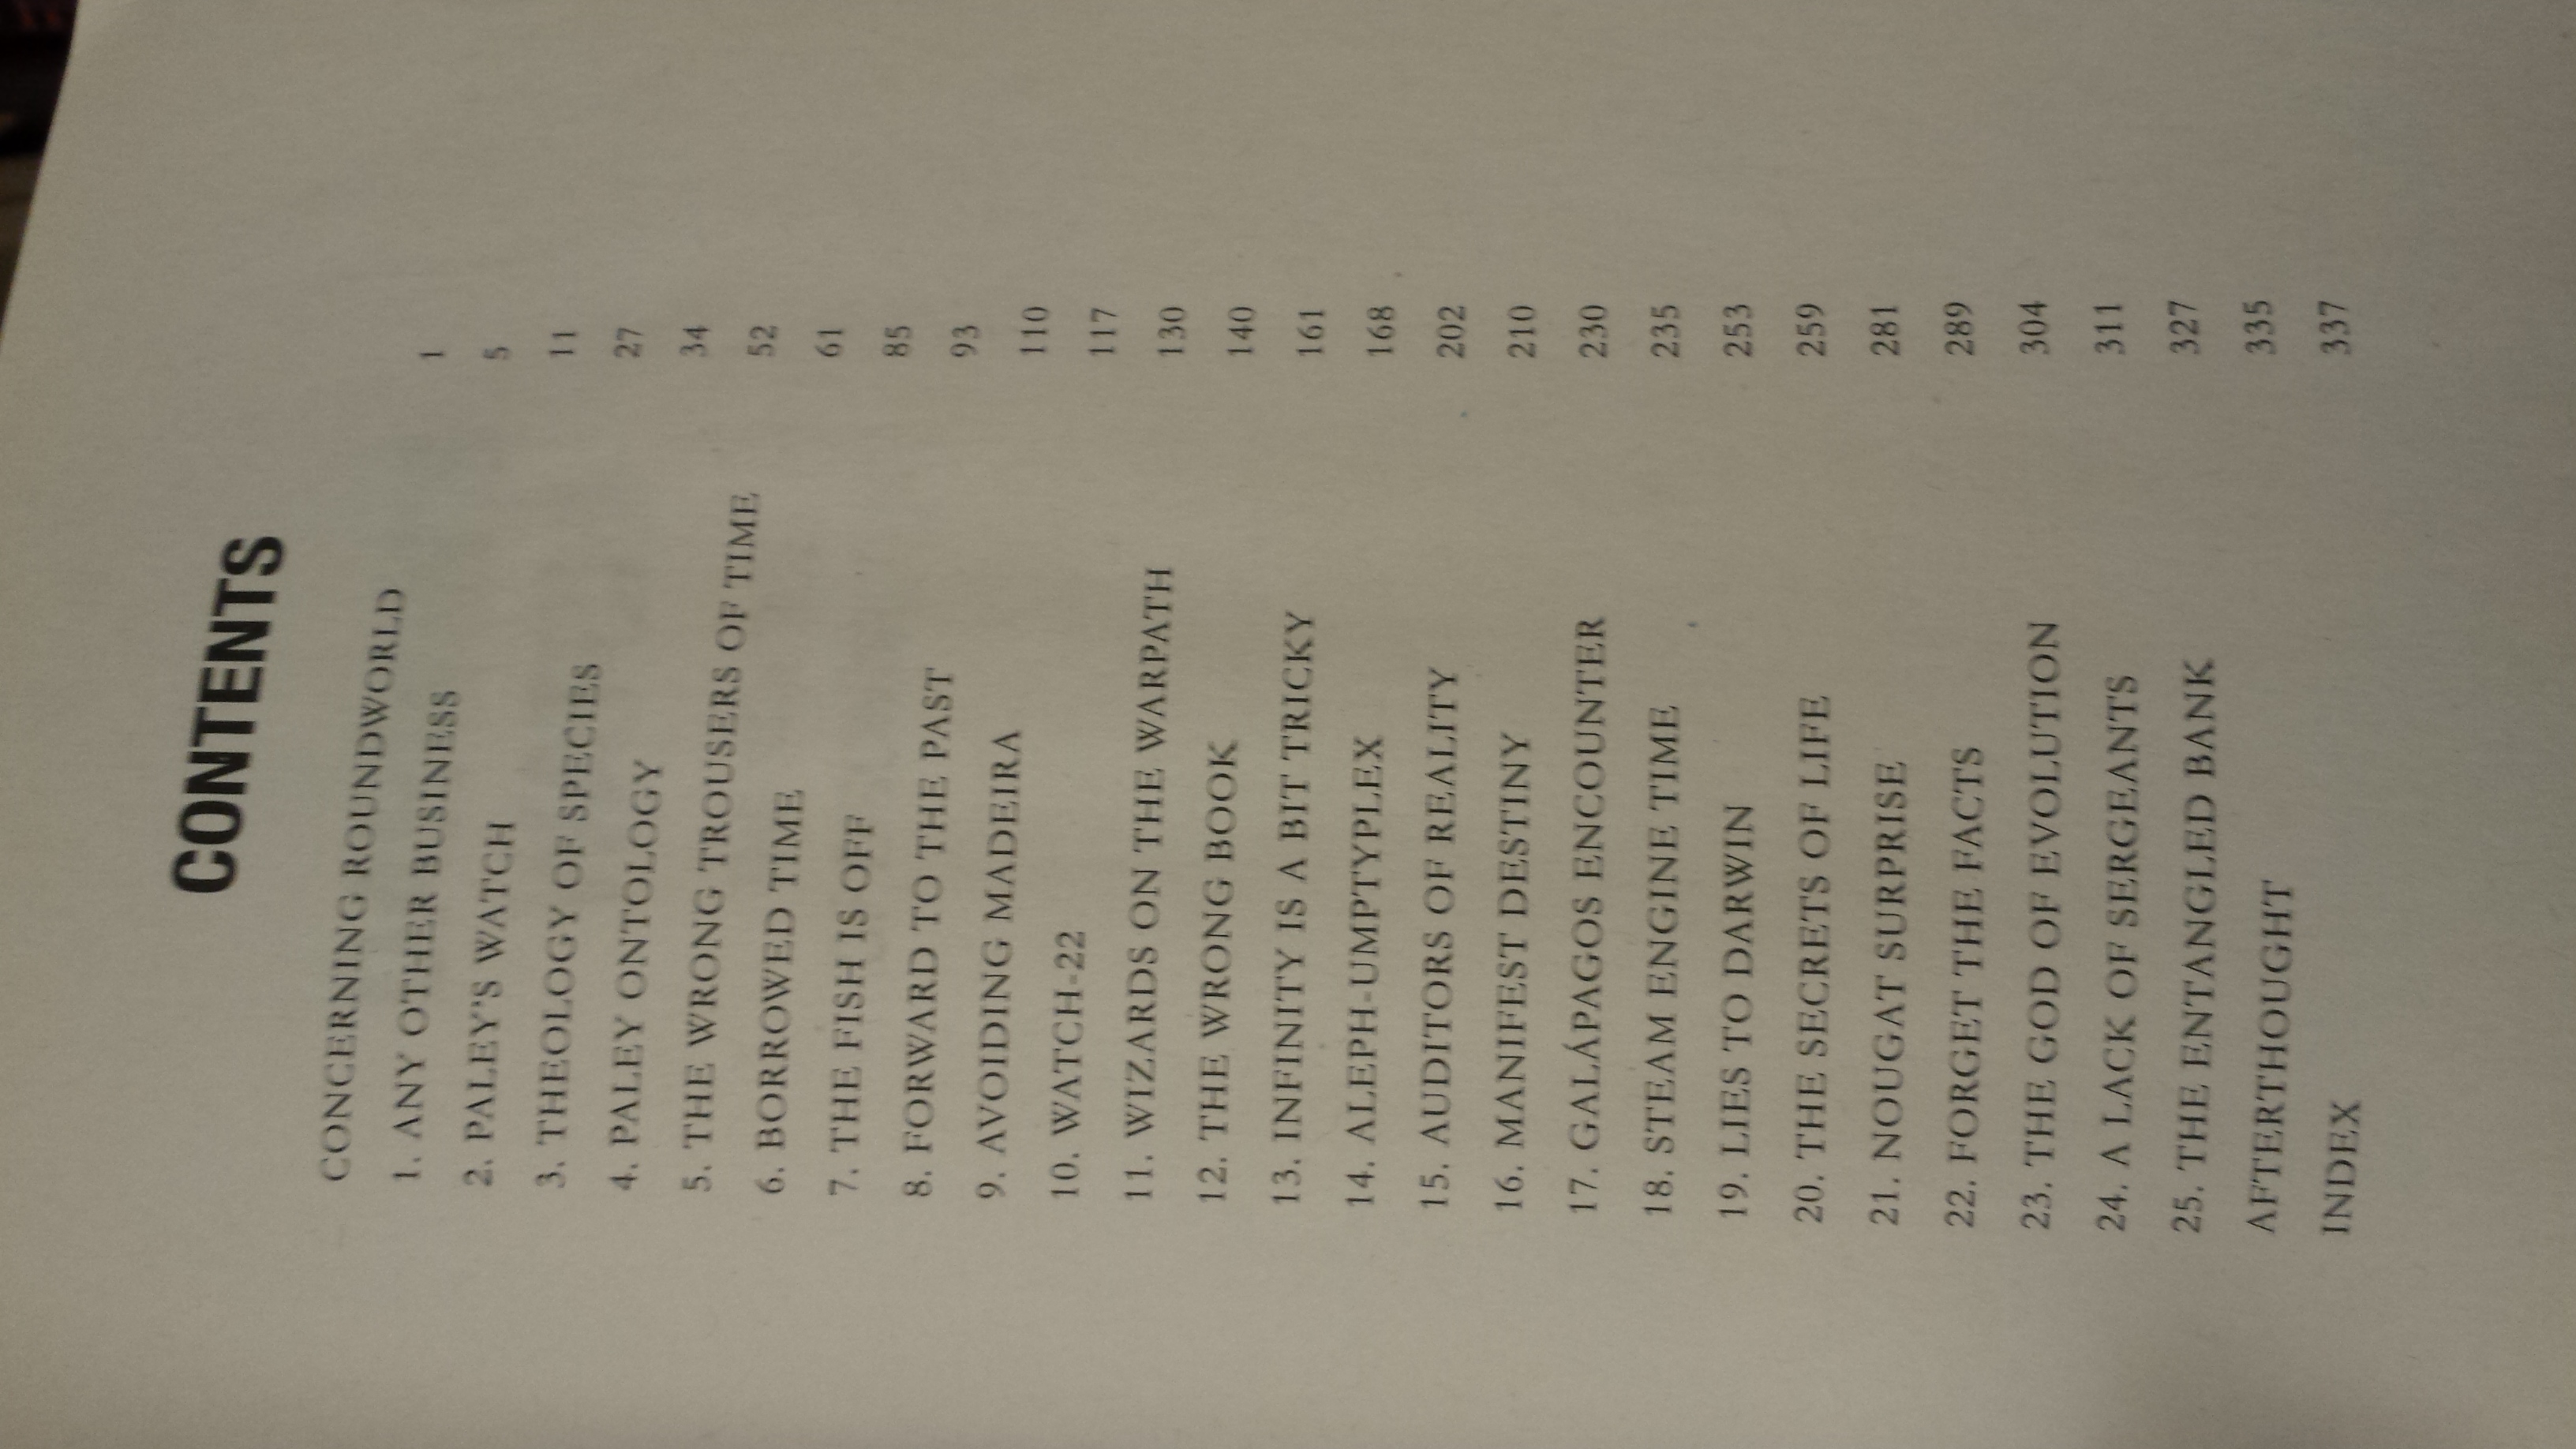 CONTENTS
CONCERNING ROUNDWORLD 1
1. ANY OTHER BUSINESS 5
2. PALEY'S WATCH 11
3. THEOLOGY OF SPECIES 27
4. PALEY ONTOLOGY 34
5. THE WRONG TROUSERS OF TIME 52
6. BORROWED TIME 61
7. THE FISH IS OFF 85
8. FORWARD TO THE PAST 93
9. AVOIDING MADEIRA 110
10. WATCH-22 117
11. WIZARDS ON THE WARPATH 130
12. THE WRONG BOOK 140
13. INFINITY IS A BIT TRICKY 161
14. ALEPH-UMPTYPLEX 168
15. AUDITORS OF REALITY 202
16. MANIFEST DESTINY 210
17. GALÁPAGOS ENCOUNTER 230
18. STEAM ENGINE TIME 235
19. LIES TO DARWIN 253
20. THE SECRETS OF LIFE 259
21. NOUGAT SURPRISE 281
22. FORGET THE FACTS 289
23. THE GOD OF EVOLUTION 304
24. A LACK OF SERGEANTS 311
25. THE ENTANGLED BANK 327
AFTERTHOUGHT 335
INDEX 337